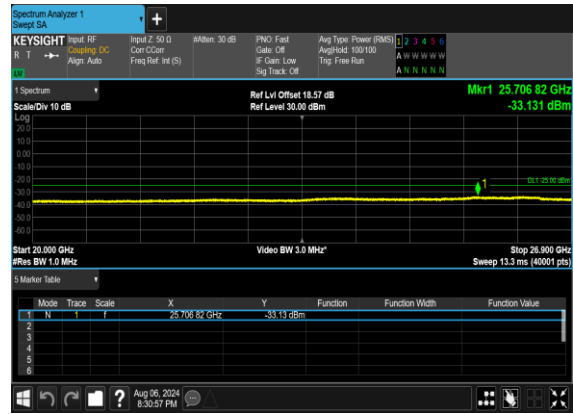 Spectrum Analyzer 1
Swept SA
+
KEYSIGHT Input: RF Input Z: 50 Ω #Atten: 30 dB PNO: Fast Avg Type: Power (RMS) 1 2 3 4 5 6
R T Coupling: DC Corr CCorr Gate: Off Avg|Hold: 100/100 A W W W W W
Align: Auto Freq Ref: Int (S) IF Gain: Low Trig: Free Run
LW Sig Track: Off A N N N N N
1 Spectrum Ref Lvl Offset 18.57 dB Mkr1 25.706 82 GHz
Scale/Div 10 dB Ref Level 30.00 dBm -33.131 dBm
Log
20.0
10.0
0.00
-10.0
-20.0
1 DL1 -25.00 dBm
-30.0
-40.0
-50.0
-60.0
Start 20.000 GHz Video BW 3.0 MHz* Stop 26.900 GHz
#Res BW 1.0 MHz Sweep 13.3 ms (40001 pts)
5 Marker Table
Mode Trace Scale X Y Function Function Width Function Value
1 N 1 f 25.706 82 GHz -33.13 dBm
2
3
4
5
6
? Aug 06, 2024
8:30:57 PM